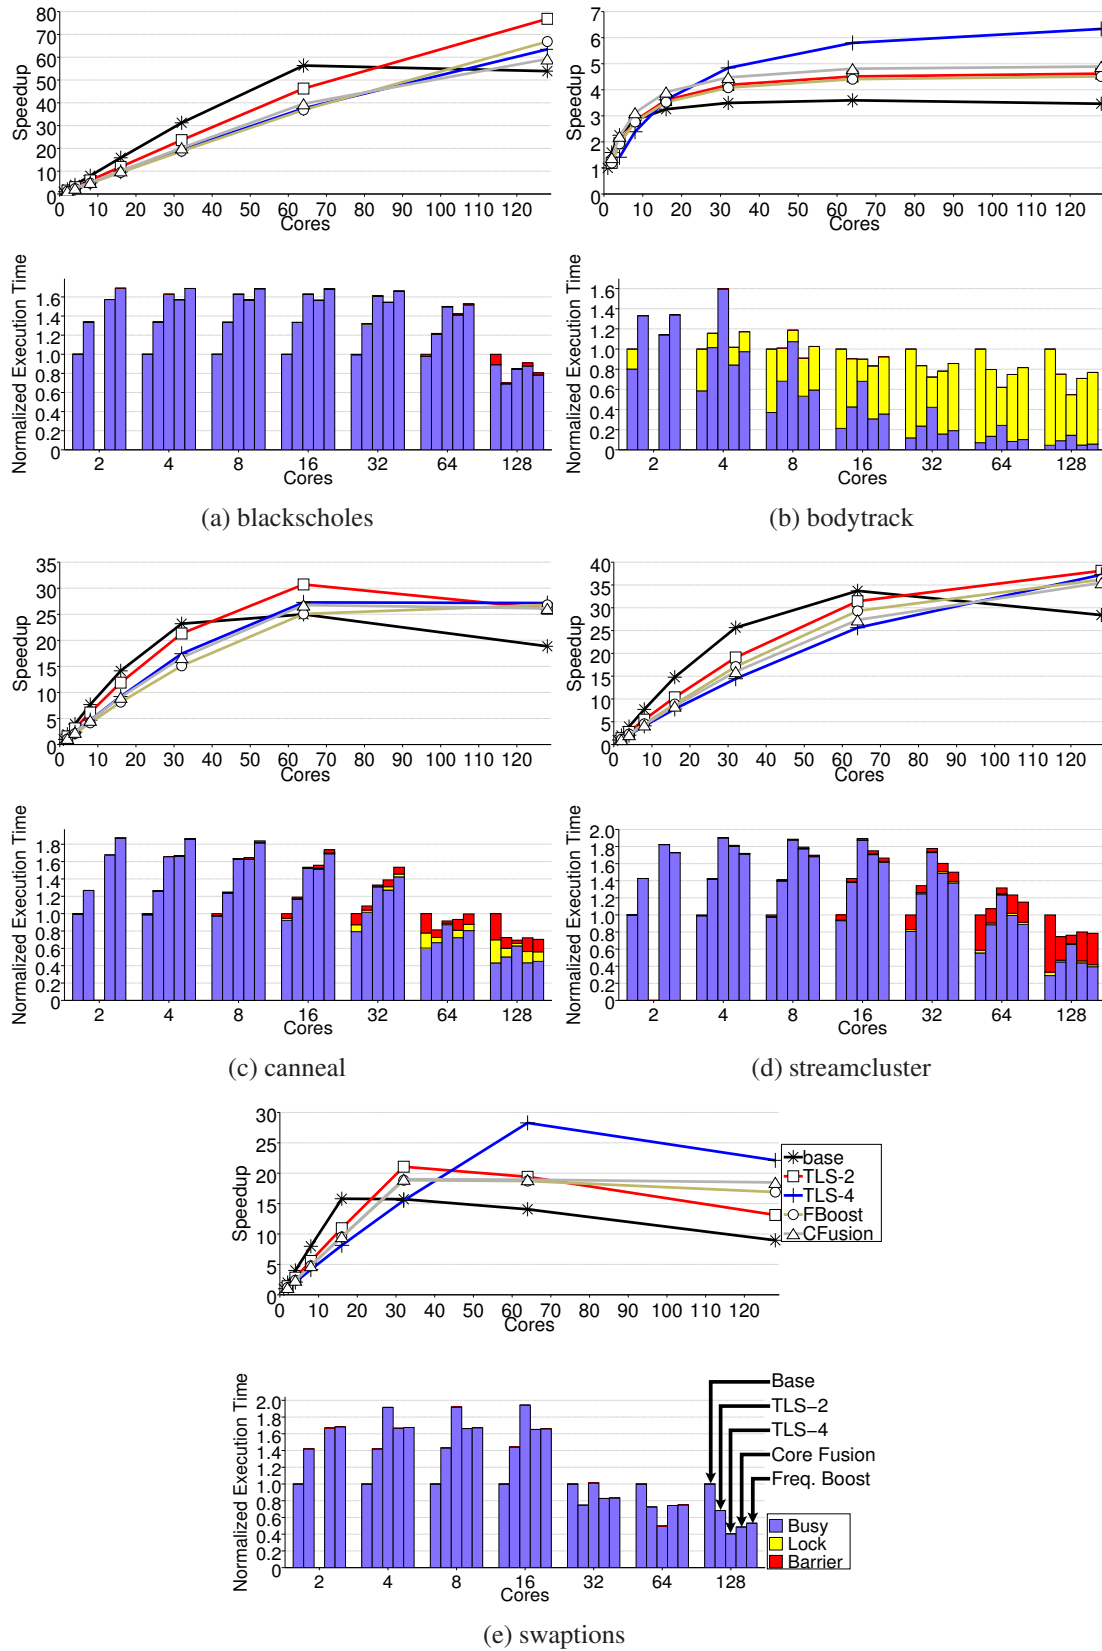 80
70
60
50
40
30
20
10
0
Speedup
0 10 20 30 40 50 60 70 80 90 100 110 120
Cores
7
6
5
4
3
2
1
0
Speedup
0 10 20 30 40 50 60 70 80 90 100 110 120
Cores
1.6
1.4
1.2
1.0
0.8
0.6
0.4
0.2
0
Normalized Execution Time
2 4 8 16 32 64 128
Cores
1.6
1.4
1.2
1.0
0.8
0.6
0.4
0.2
0
Normalized Execution Time
2 4 8 16 32 64 128
Cores
(a) blackscholes
(b) bodytrack
35
30
25
20
15
10
5
0
Speedup
0 10 20 30 40 50 60 70 80 90 100 110 120
Cores
40
35
30
25
20
15
10
5
0
Speedup
0 10 20 30 40 50 60 70 80 90 100 110 120
Cores
1.8
1.6
1.4
1.2
1.0
0.8
0.6
0.4
0.2
0
Normalized Execution Time
2 4 8 16 32 64 128
Cores
2.0
1.8
1.6
1.4
1.2
1.0
0.8
0.6
0.4
0.2
0
Normalized Execution Time
2 4 8 16 32 64 128
Cores
(c) canneal
(d) streamcluster
30
25
20
15
10
5
0
Speedup
0 10 20 30 40 50 60 70 80 90 100 110 120
Cores
base
TLS-2
TLS-4
FBoost
CFusion
2.0
1.8
1.6
1.4
1.2
1.0
0.8
0.6
0.4
0.2
0
Normalized Execution Time
2 4 8 16 32 64 128
Cores
Base
TLS-2
TLS-4
Core Fusion
Freq. Boost
Busy
Lock
Barrier
(e) swaptions